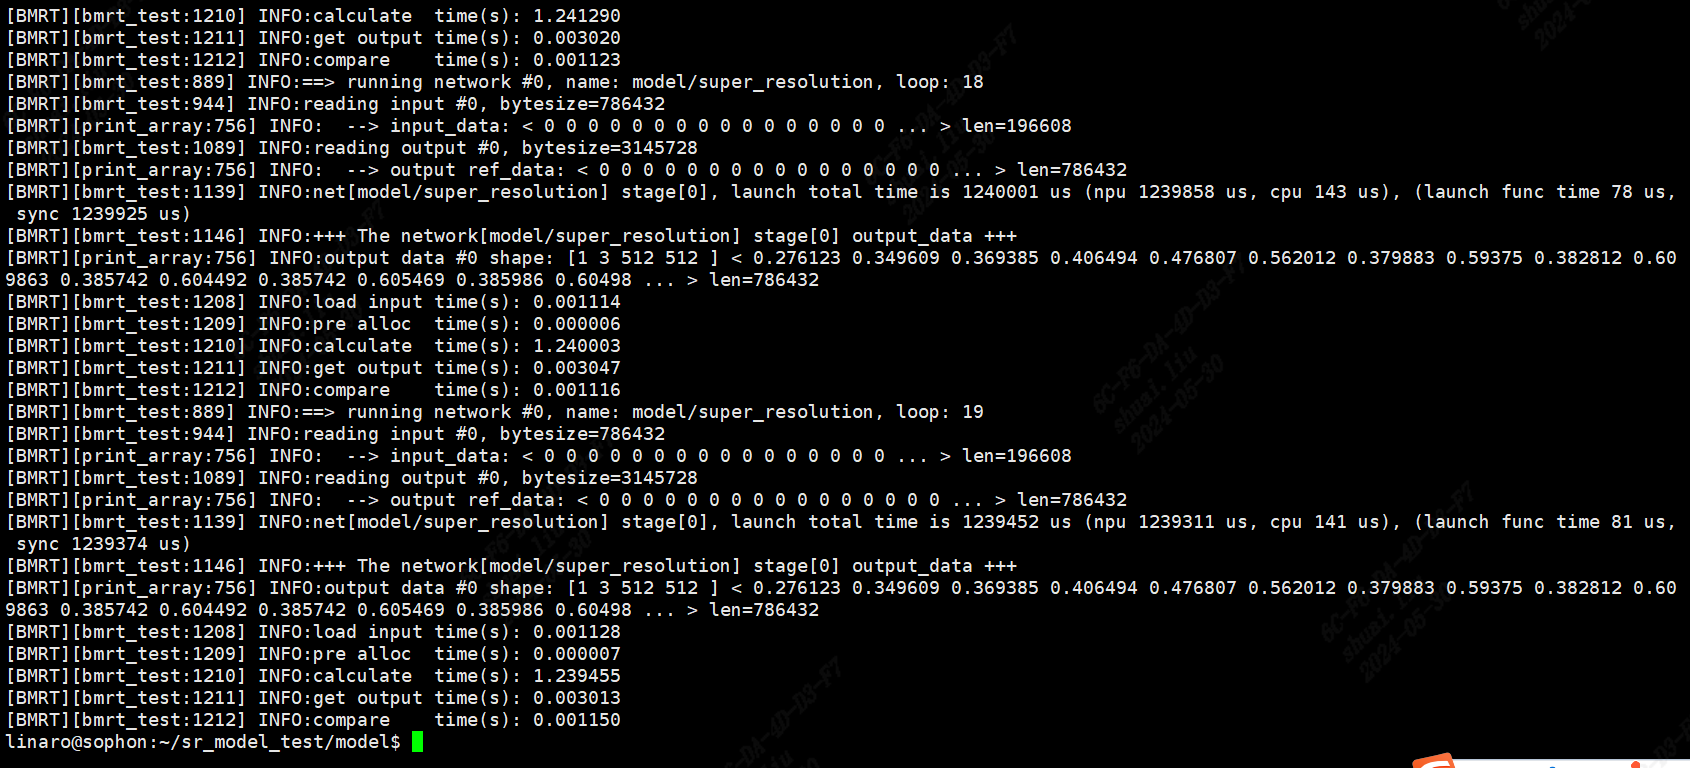 [BMRT][bmrt_test:1210] INFO:calculate  time(s): 1.241290
[BMRT][bmrt_test:1211] INFO:get output time(s): 0.003020
[BMRT][bmrt_test:1212] INFO:compare    time(s): 0.001123
[BMRT][bmrt_test:889] INFO:==> running network #0, name: model/super_resolution, loop: 18
[BMRT][bmrt_test:944] INFO:reading input #0, bytesize=786432
[BMRT][print_array:756] INFO:  --> input_data: < 0 0 0 0 0 0 0 0 0 0 0 0 0 0 0 0 ... > len=196608
[BMRT][bmrt_test:1089] INFO:reading output #0, bytesize=3145728
[BMRT][print_array:756] INFO:  --> output ref_data: < 0 0 0 0 0 0 0 0 0 0 0 0 0 0 0 0 ... > len=786432
[BMRT][bmrt_test:1139] INFO:net[model/super_resolution] stage[0], launch total time is 1240001 us (npu 1239858 us, cpu 143 us), (launch func time 78 us,
 sync 1239925 us)
[BMRT][bmrt_test:1146] INFO:+++ The network[model/super_resolution] stage[0] output_data +++
[BMRT][print_array:756] INFO:output data #0 shape: [1 3 512 512 ] < 0.276123 0.349609 0.369385 0.406494 0.476807 0.562012 0.379883 0.59375 0.382812 0.60
9863 0.385742 0.604492 0.385742 0.605469 0.385986 0.60498 ... > len=786432
[BMRT][bmrt_test:1208] INFO:load input time(s): 0.001114
[BMRT][bmrt_test:1209] INFO:pre alloc  time(s): 0.000006
[BMRT][bmrt_test:1210] INFO:calculate  time(s): 1.240003
[BMRT][bmrt_test:1211] INFO:get output time(s): 0.003047
[BMRT][bmrt_test:1212] INFO:compare    time(s): 0.001116
[BMRT][bmrt_test:889] INFO:==> running network #0, name: model/super_resolution, loop: 19
[BMRT][bmrt_test:944] INFO:reading input #0, bytesize=786432
[BMRT][print_array:756] INFO:  --> input_data: < 0 0 0 0 0 0 0 0 0 0 0 0 0 0 0 0 ... > len=196608
[BMRT][bmrt_test:1089] INFO:reading output #0, bytesize=3145728
[BMRT][print_array:756] INFO:  --> output ref_data: < 0 0 0 0 0 0 0 0 0 0 0 0 0 0 0 0 ... > len=786432
[BMRT][bmrt_test:1139] INFO:net[model/super_resolution] stage[0], launch total time is 1239452 us (npu 1239311 us, cpu 141 us), (launch func time 81 us,
 sync 1239374 us)
[BMRT][bmrt_test:1146] INFO:+++ The network[model/super_resolution] stage[0] output_data +++
[BMRT][print_array:756] INFO:output data #0 shape: [1 3 512 512 ] < 0.276123 0.349609 0.369385 0.406494 0.476807 0.562012 0.379883 0.59375 0.382812 0.60
9863 0.385742 0.604492 0.385742 0.605469 0.385986 0.60498 ... > len=786432
[BMRT][bmrt_test:1208] INFO:load input time(s): 0.001128
[BMRT][bmrt_test:1209] INFO:pre alloc  time(s): 0.000007
[BMRT][bmrt_test:1210] INFO:calculate  time(s): 1.239455
[BMRT][bmrt_test:1211] INFO:get output time(s): 0.003013
[BMRT][bmrt_test:1212] INFO:compare    time(s): 0.001150
linaro@sophon:~/sr_model_test/model$
6C-F6-DA-4D-D3-F7
shuai.liu
2024-05-30